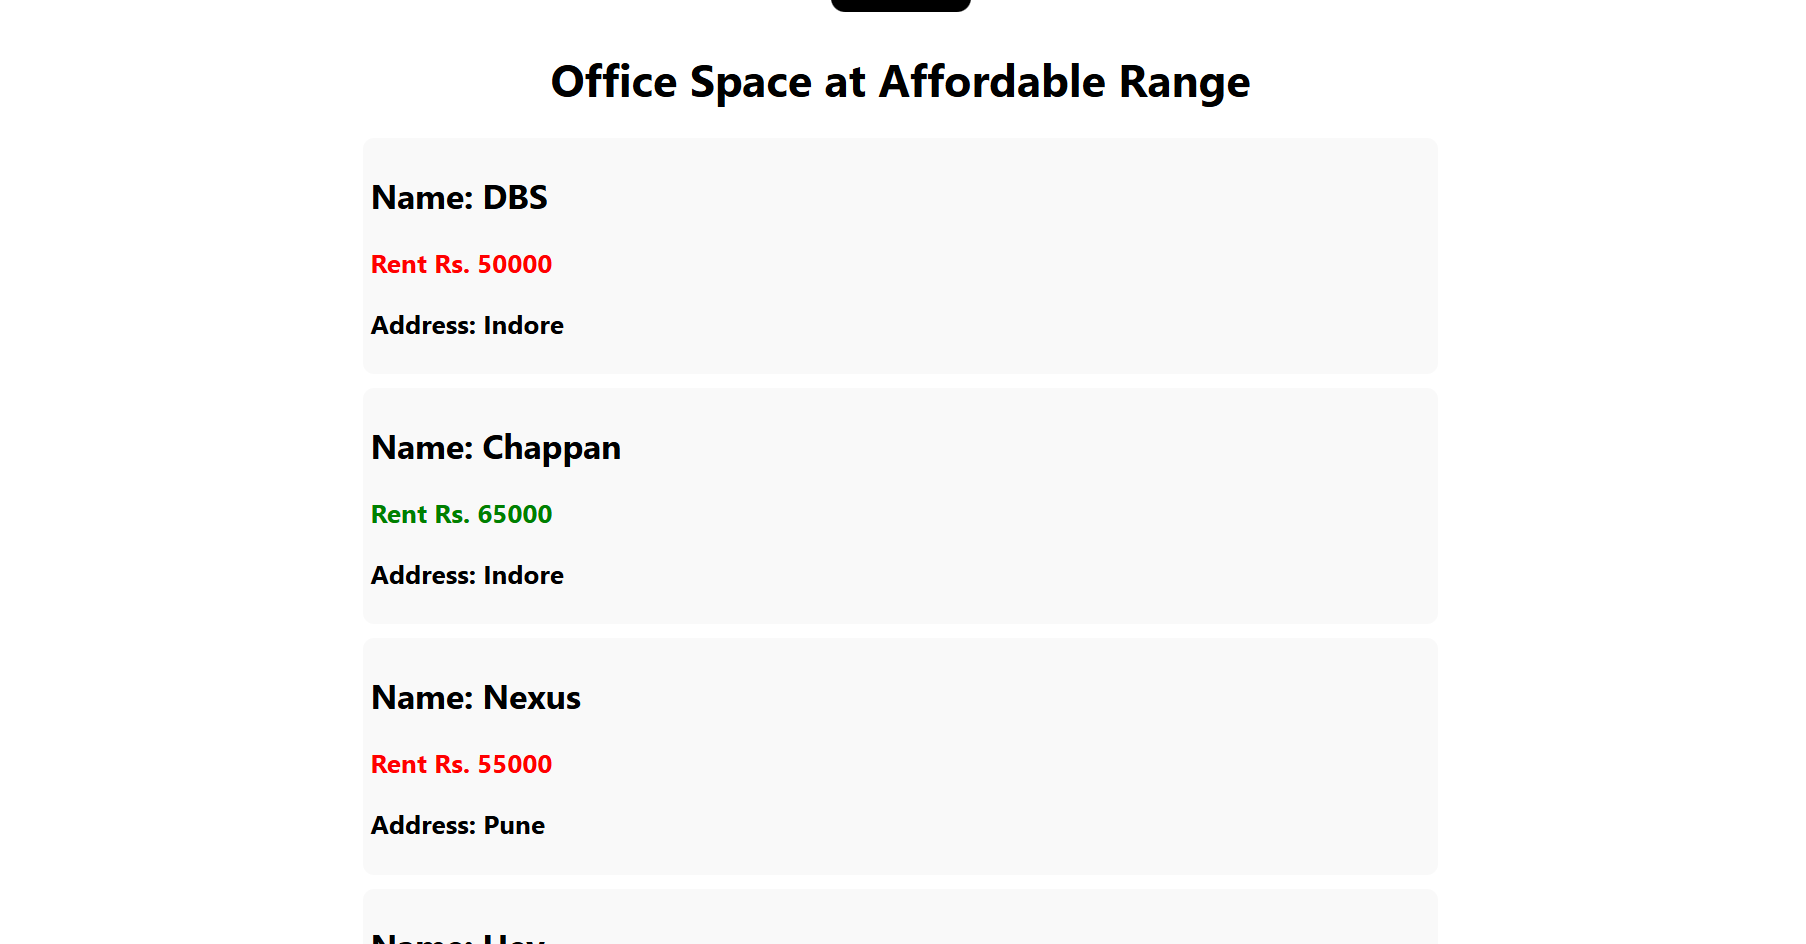 Office Space at Affordable Range
Name: DBS
Rent Rs. 50000
Address: Indore
Name: Chappan
Rent Rs. 65000
Address: Indore
Name: Nexus
Rent Rs. 55000
Address: Pune
Name: